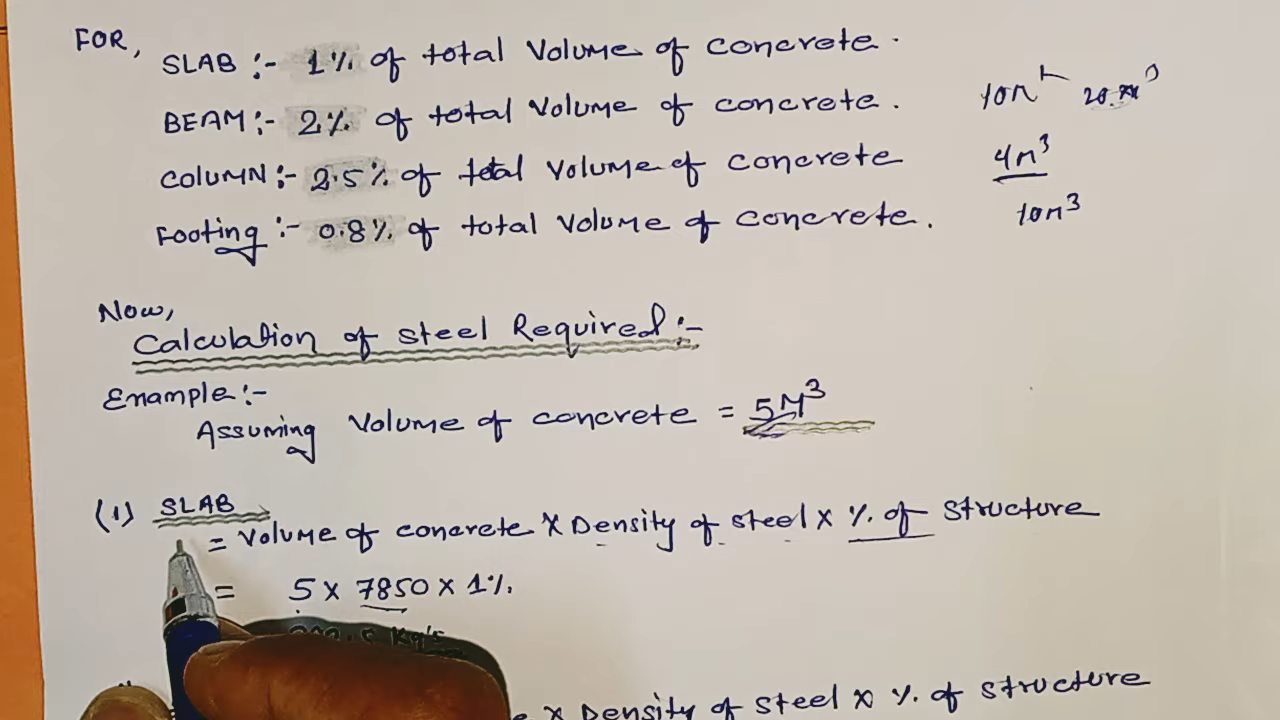 FOR,
SLAB :- 1% of total volume of concrete.
BEAM :- 2% of total volume of concrete.
COLUMN :- 2.5% of total volume of concrete
Footing :- 0.8% of total volume of concrete.
4m³
10m³
Now,
Calculation of steel Required :-
Example :-
Assuming volume of concrete = 5M³
(1) SLAB
= Volume of concrete X Density of steel x % of structure
= 5 x 7850 x 1%
Kg's
x Density of steel x % of structure